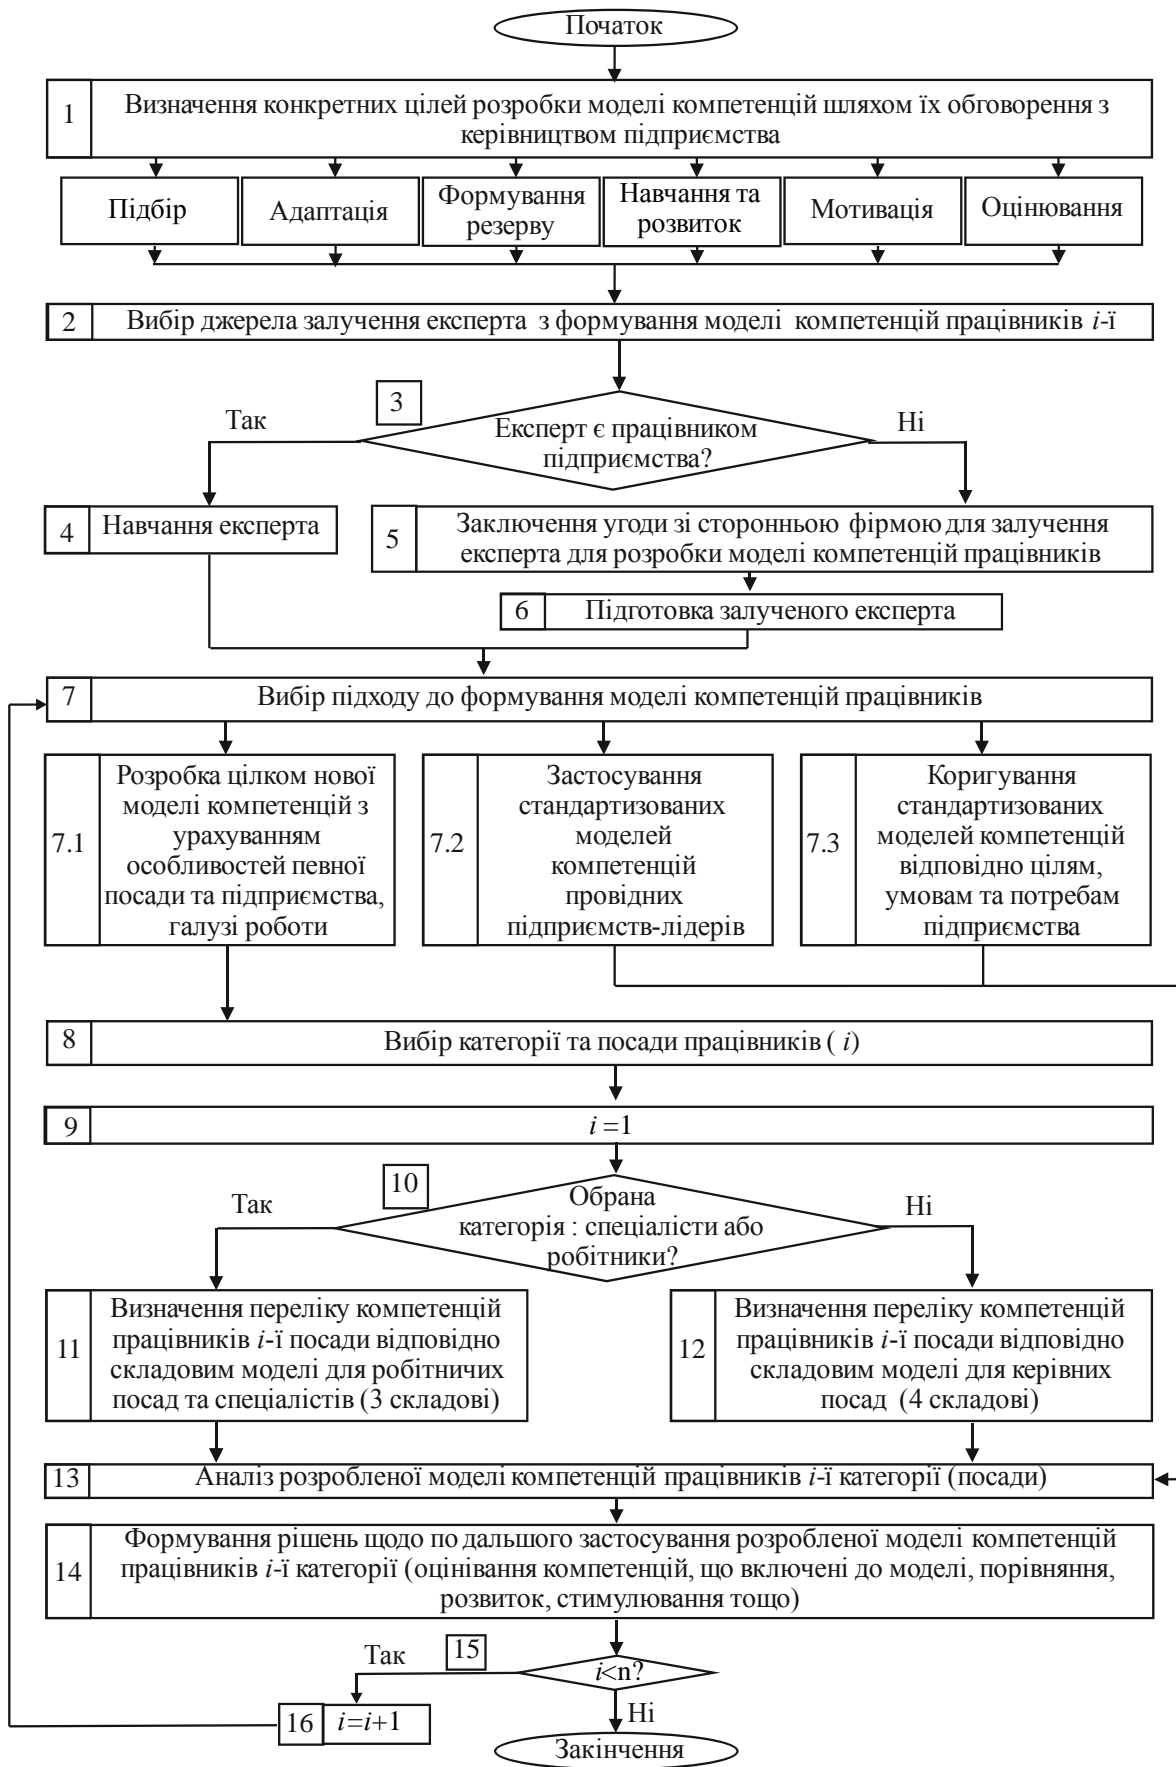 Початок
1
Визначення конкретних цілей розробки моделі компетенцій шляхом їх обговорення з
керівництвом підприємства
Підбір
Адаптація
Формування
резерву
Навчання та
розвиток
Мотивація
Оцінювання
2
Вибір джерела залучення експерта з формування моделі компетенцій працівників i-ї
3
Так
Експерт є працівником
підприємства?
Ні
4
Навчання експерта
5
Заключення угоди зі сторонньою фірмою для залучення
експерта для розробки моделі компетенцій працівників
6
Підготовка залученого експерта
7
Вибір підходу до формування моделі компетенцій працівників
7.1
Розробка цілком нової
моделі компетенцій з
урахуванням
особливостей певної
посади та підприємства,
галузі роботи
7.2
Застосування
стандартизованих
моделей
компетенцій
провідних
підприємств-лідерів
7.3
Коригування
стандартизованих
моделей компетенцій
відповідно цілям,
умовам та потребам
підприємства
8
Вибір категорії та посади працівників ( i)
9
i =1
10
Так
Обрана
категорія : спеціалісти або
робітники?
Ні
11
Визначення переліку компетенцій
працівників i-ї посади відповідно
складовим моделі для робітничих
посад та спеціалістів (3 складові)
12
Визначення переліку компетенцій
працівників i-ї посади відповідно
складовим моделі для керівних
посад (4 складові)
13
Аналіз розробленої моделі компетенцій працівників i-ї категорії (посади)
14
Формування рішень щодо по дальшого застосування розробленої моделі компетенцій
працівників i-ї категорії (оцінівання компетенцій, що включені до моделі, порівняння,
розвиток, стимулювання тощо)
15
Так
i<n?
16
i=i+1
Ні
Закінчення